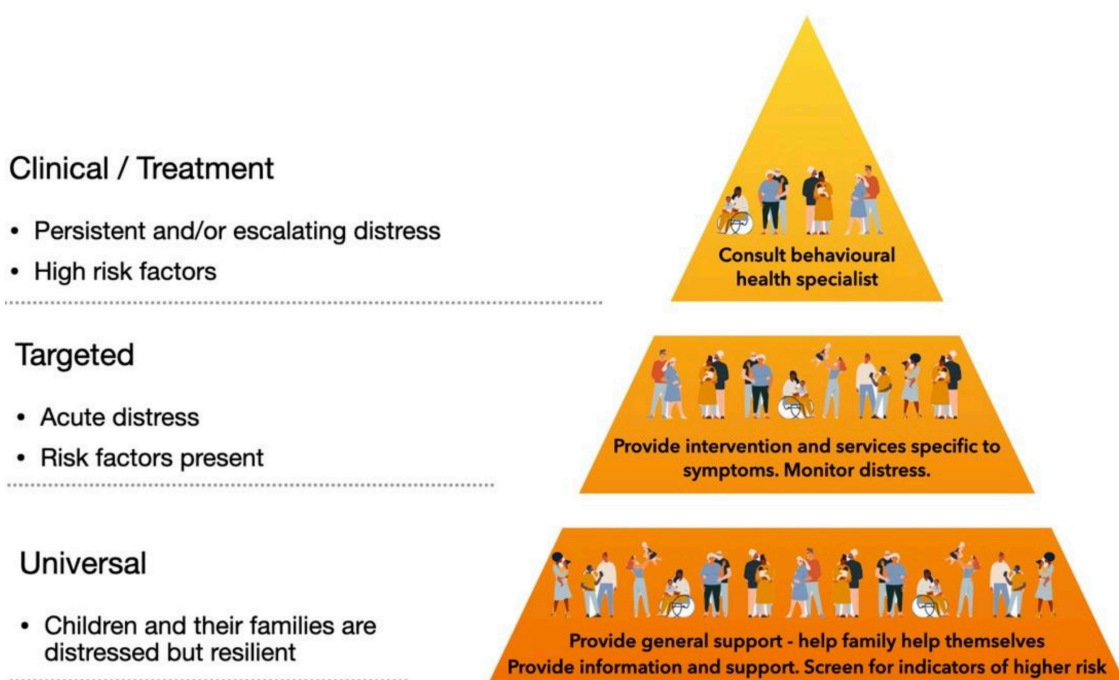 Clinical / Treatment
• Persistent and/or escalating distress
• High risk factors
Consult behavioural
health specialist
Targeted
• Acute distress
• Risk factors present
Provide intervention and services specific to
symptoms. Monitor distress.
Universal
• Children and their families are
distressed but resilient
Provide general support - help family help themselves
Provide information and support. Screen for indicators of higher risk